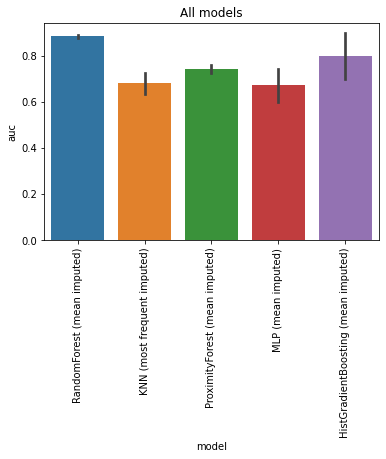 All models
auc
0.8
0.6
0.4
0.2
0.0
RandomForest (mean imputed)
KNN (most frequent imputed)
ProximityForest (mean imputed)
MLP (mean imputed)
HistGradientBoosting (mean imputed)
model